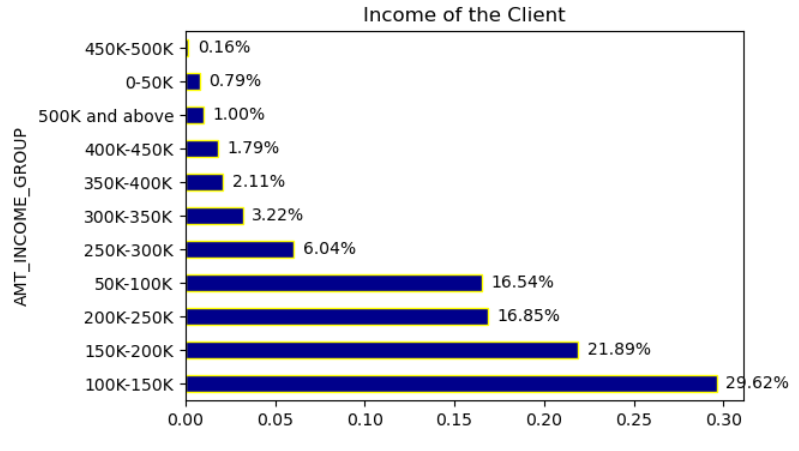 Income of the Client
AMT_INCOME_GROUP
450K-500K 0.16%
0-50K 0.79%
500K and above 1.00%
400K-450K 1.79%
350K-400K 2.11%
300K-350K 3.22%
250K-300K 6.04%
50K-100K 16.54%
200K-250K 16.85%
150K-200K 21.89%
100K-150K 29.62%
0.00 0.05 0.10 0.15 0.20 0.25 0.30